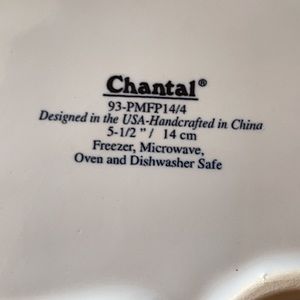 Chantal®
93-PMFP14/4
Designed in the USA-Handcrafted in China
5-1/2 "/ 14 cm
Freezer, Microwave,
Oven and Dishwasher Safe